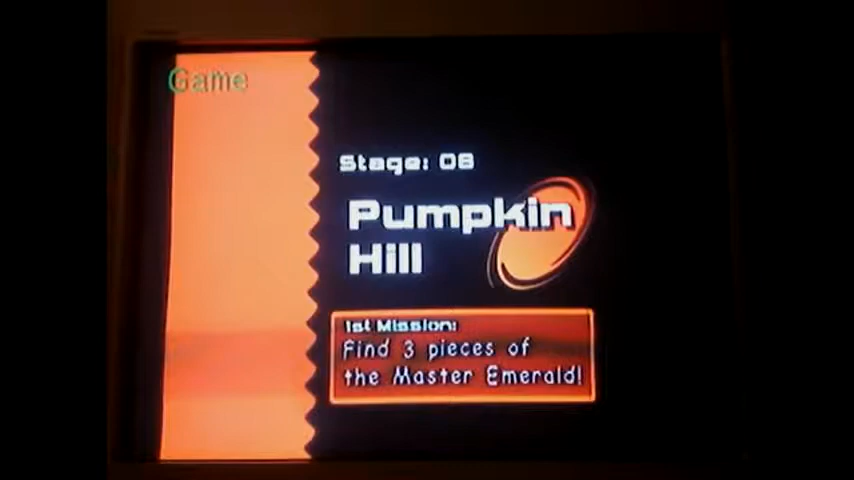 Game
Stage: 08
Pumpkin
Hill
1st Mission:
Find 3 pieces of
the Master Emerald!